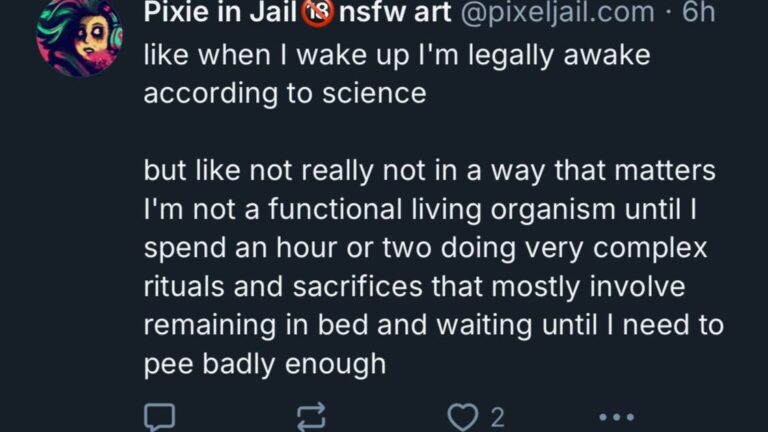 Pixie in Jail🔞nsfw art @pixeljail.com · 6h
like when I wake up I'm legally awake
according to science
but like not really not in a way that matters
I'm not a functional living organism until I
spend an hour or two doing very complex
rituals and sacrifices that mostly involve
remaining in bed and waiting until I need to
pee badly enough
2